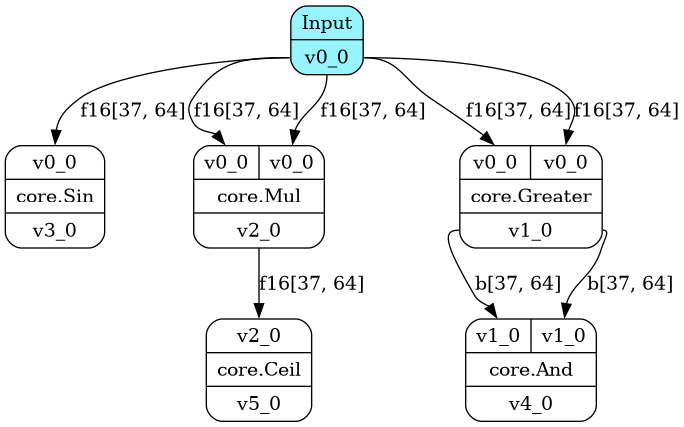 Input
v0_0
f16[37, 64] f16[37, 64] f16[37, 64] f16[37, 64] f16[37, 64]
v0_0 v0_0 v0_0 v0_0 v0_0
core.Sin core.Mul core.Greater
v3_0 v2_0 v1_0
f16[37, 64] b[37, 64] b[37, 64]
v2_0 v1_0 v1_0
core.Ceil core.And
v5_0 v4_0